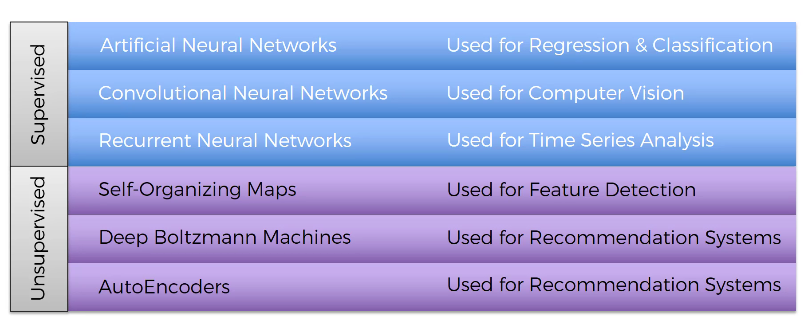 Supervised
Artificial Neural Networks Used for Regression & Classification
Convolutional Neural Networks Used for Computer Vision
Recurrent Neural Networks Used for Time Series Analysis
Unsupervised
Self-Organizing Maps Used for Feature Detection
Deep Boltzmann Machines Used for Recommendation Systems
AutoEncoders Used for Recommendation Systems